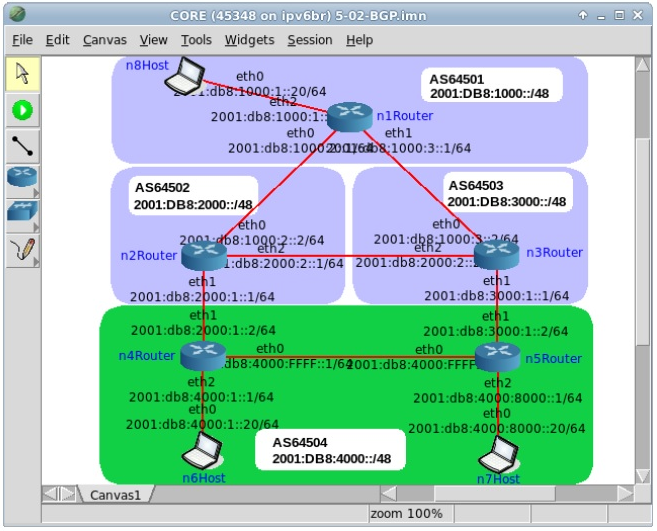 CORE (45348 on ipv6br) 5-02-BGP.imn
File Edit Canvas View Tools Widgets Session Help
n8Host
eth0
:db8:1000:1::20/64
AS64501
2001:DB8:1000::/48
eth2
2001:db8:1000:1::
n1Router
eth0
eth1
2001:db8:1000:
:db8:1000:3::1/64
AS64502
2001:DB8:2000::/48
AS64503
2001:DB8:3000::/48
eth0
eth0
2001:db8:1000:2::2/64
2001:db8:1000:3::2/64
n2Router
eth2
eth2
n3Router
:db8:2000:2::1/64
2001:db8:2000:2::
eth1
eth1
2001:db8:2000:1::1/64
2001:db8:3000:1::1/64
eth1
eth1
2001:db8:2000:1::2/64
2001:db8:3000:1::2/64
n4Router
eth0
eth0
n5Router
:db8:4000:FFFF::1/64
2001:db8:4000:FFFF
eth2
eth2
2001:db8:4000:1::1/64
2001:db8:4000:8000::1/64
eth0
eth0
2001:db8:4000:1::20/64
2001:db8:4000:8000::20/64
AS64504
2001:DB8:4000::/48
n6Host
n7Host
Canvas1
zoom 100%